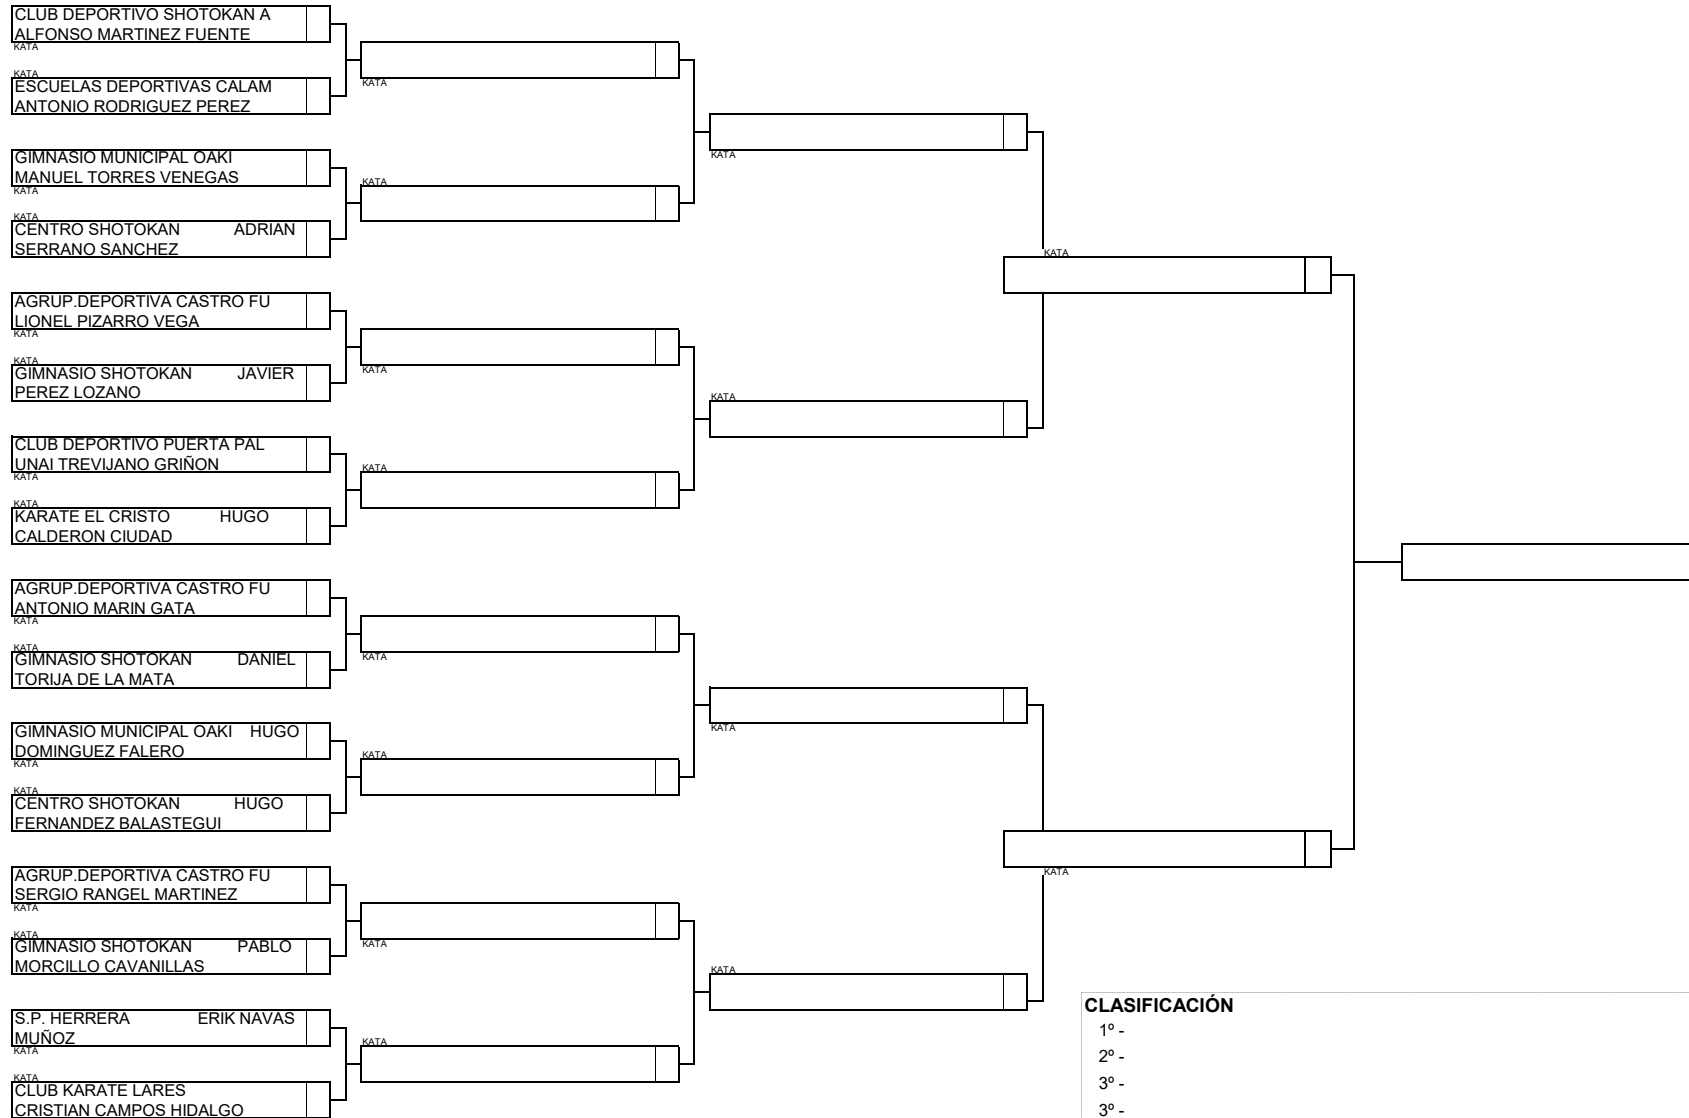 CLUB DEPORTIVO SHOTOKAN A
ALFONSO MARTINEZ FUENTE
KATA
KATA
ESCUELAS DEPORTIVAS CALAM
ANTONIO RODRIGUEZ PEREZ
GIMNASIO MUNICIPAL OAKI
MANUEL TORRES VENEGAS
KATA
KATA
CENTRO SHOTOKAN ADRIAN
SERRANO SANCHEZ
AGRUP.DEPORTIVA CASTRO FU
LIONEL PIZARRO VEGA
KATA
KATA
GIMNASIO SHOTOKAN JAVIER
PEREZ LOZANO
CLUB DEPORTIVO PUERTA PAL
UNAI TREVIJANO GRIÑON
KATA
KATA
KARATE EL CRISTO HUGO
CALDERON CIUDAD
AGRUP.DEPORTIVA CASTRO FU
ANTONIO MARIN GATA
KATA
KATA
GIMNASIO SHOTOKAN DANIEL
TORIJA DE LA MATA
GIMNASIO MUNICIPAL OAKI HUGO
DOMINGUEZ FALERO
KATA
KATA
CENTRO SHOTOKAN HUGO
FERNANDEZ BALASTEGUI
AGRUP.DEPORTIVA CASTRO FU
SERGIO RANGEL MARTINEZ
KATA
KATA
GIMNASIO SHOTOKAN PABLO
MORCILLO CAVANILLAS
S.P. HERRERA ERIK NAVAS
MUÑOZ
KATA
KATA
CLUB KARATE LARES
CRISTIAN CAMPOS HIDALGO
KATA
KATA
KATA
KATA
KATA
KATA
KATA
KATA
KATA
KATA
KATA
KATA
KATA
KATA
CLASIFICACIÓN
1º -
2º -
3º -
3º -